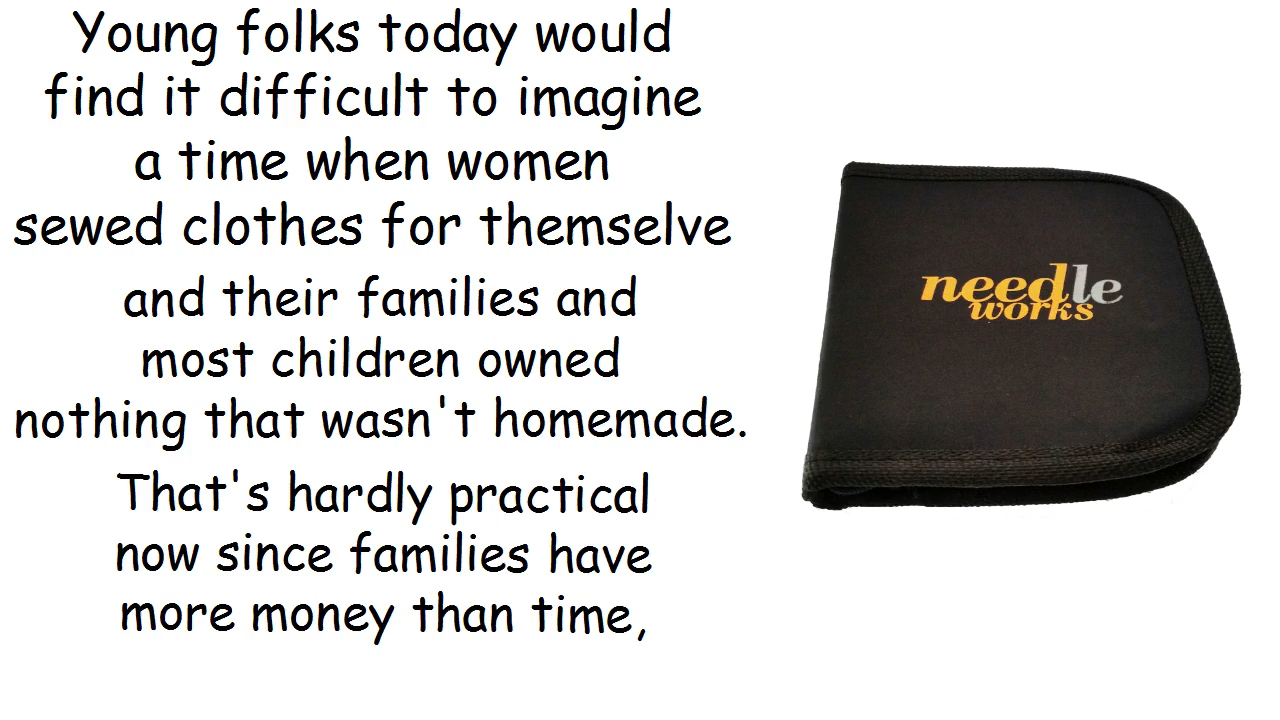 Young folks today would
find it difficult to imagine
a time when women
sewed clothes for themselve
and their families and
most children owned
nothing that wasn't homemade.
That's hardly practical
now since families have
more money than time,
needle
works